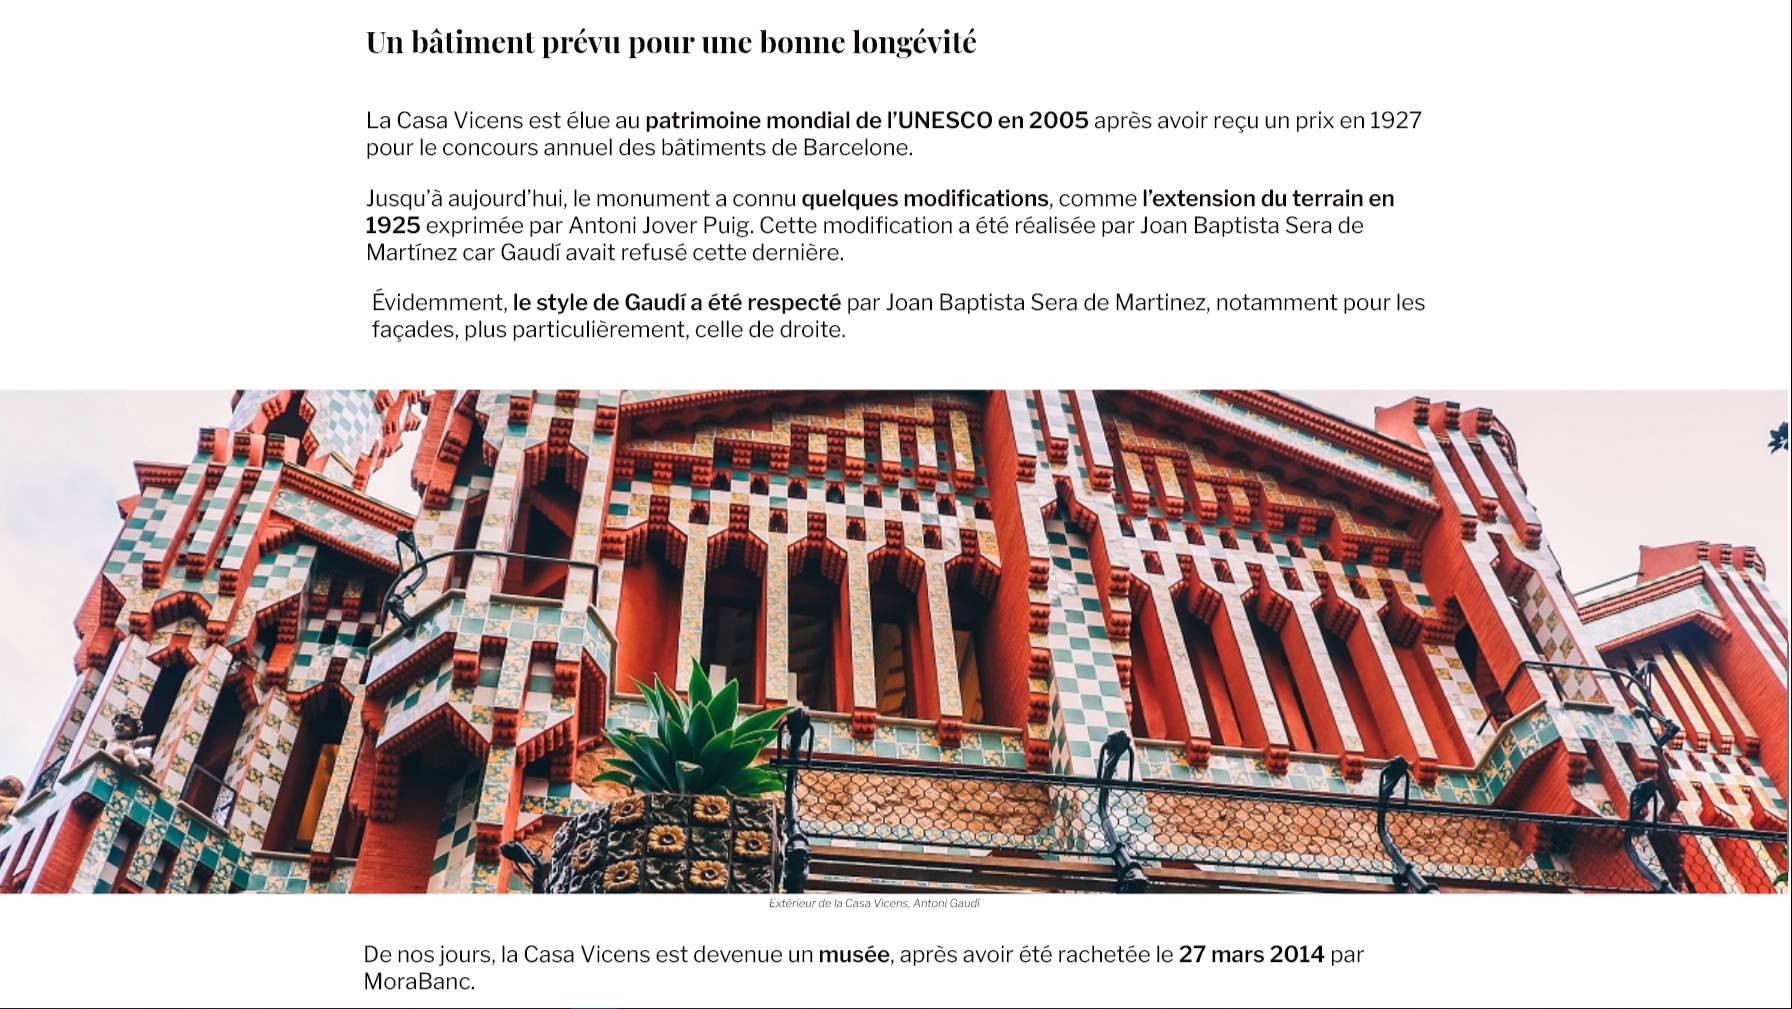 Un bâtiment prévu pour une bonne longévité
La Casa Vicens est élue au patrimoine mondial de l’UNESCO en 2005 après avoir reçu un prix en 1927
pour le concours annuel des bâtiments de Barcelone.
Jusqu’à aujourd’hui, le monument a connu quelques modifications, comme l’extension du terrain en
1925 exprimée par Antoni Jover Puig. Cette modification a été réalisée par Joan Baptista Sera de
Martínez car Gaudí avait refusé cette dernière.
Évidemment, le style de Gaudí a été respecté par Joan Baptista Sera de Martinez, notamment pour les
façades, plus particulièrement, celle de droite.
Extérieur de la Casa Vicens, Antoni Gaudí
De nos jours, la Casa Vicens est devenue un musée, après avoir été rachetée le 27 mars 2014 par
MoraBanc.